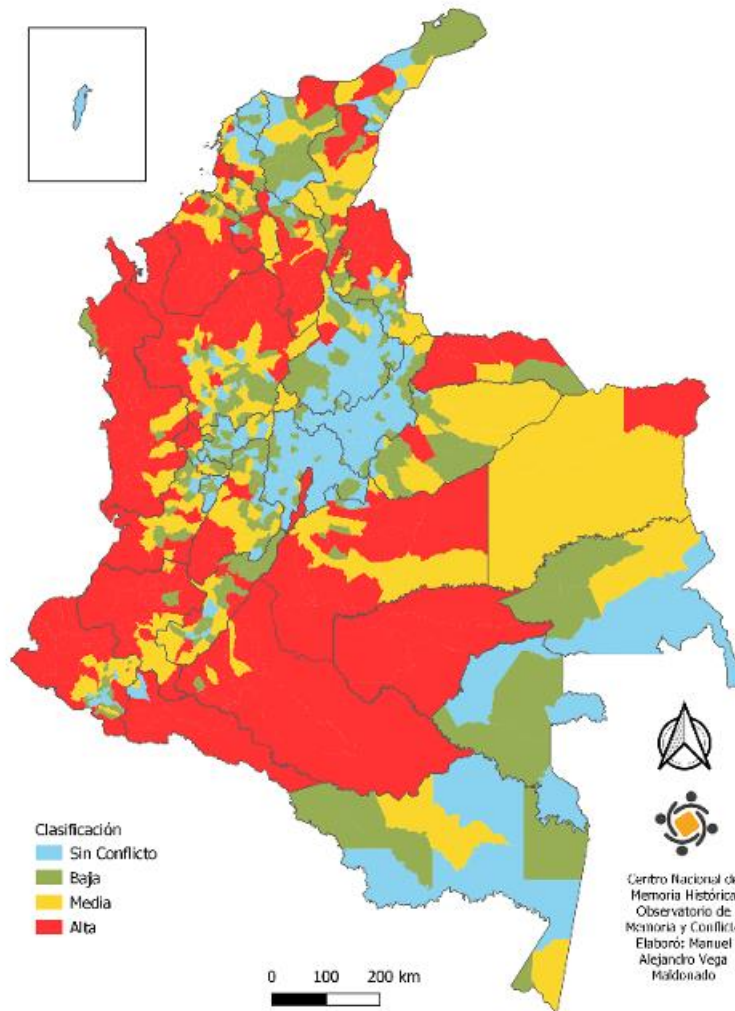 Clasificación
Sin Conflicto
Baja
Media
Alta
0 100 200 km
Centro Nacional de
Memoria Histórica
Observatorio de
Memoria y Conflicto
Elaboró: Manuel
Alejandro Vega
Maldonado